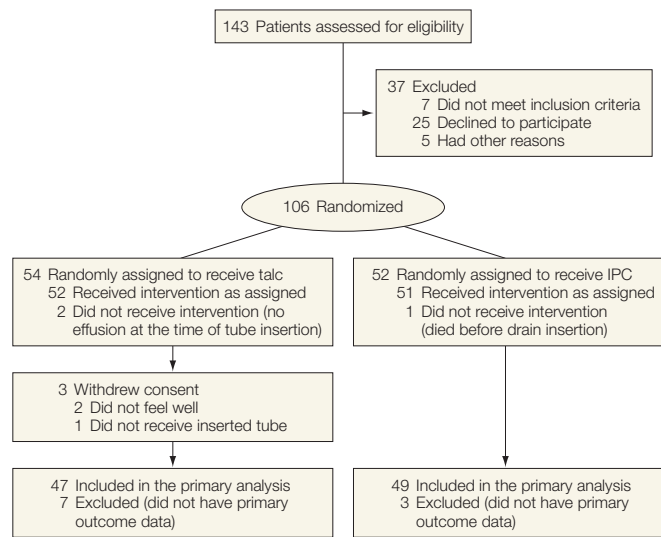 143 Patients assessed for eligibility
37 Excluded
7 Did not meet inclusion criteria
25 Declined to participate
5 Had other reasons
106 Randomized
54 Randomly assigned to receive talc
52 Received intervention as assigned
2 Did not receive intervention (no
effusion at the time of tube insertion)
52 Randomly assigned to receive IPC
51 Received intervention as assigned
1 Did not receive intervention
(died before drain insertion)
3 Withdrew consent
2 Did not feel well
1 Did not receive inserted tube
47 Included in the primary analysis
7 Excluded (did not have primary
outcome data)
49 Included in the primary analysis
3 Excluded (did not have primary
outcome data)